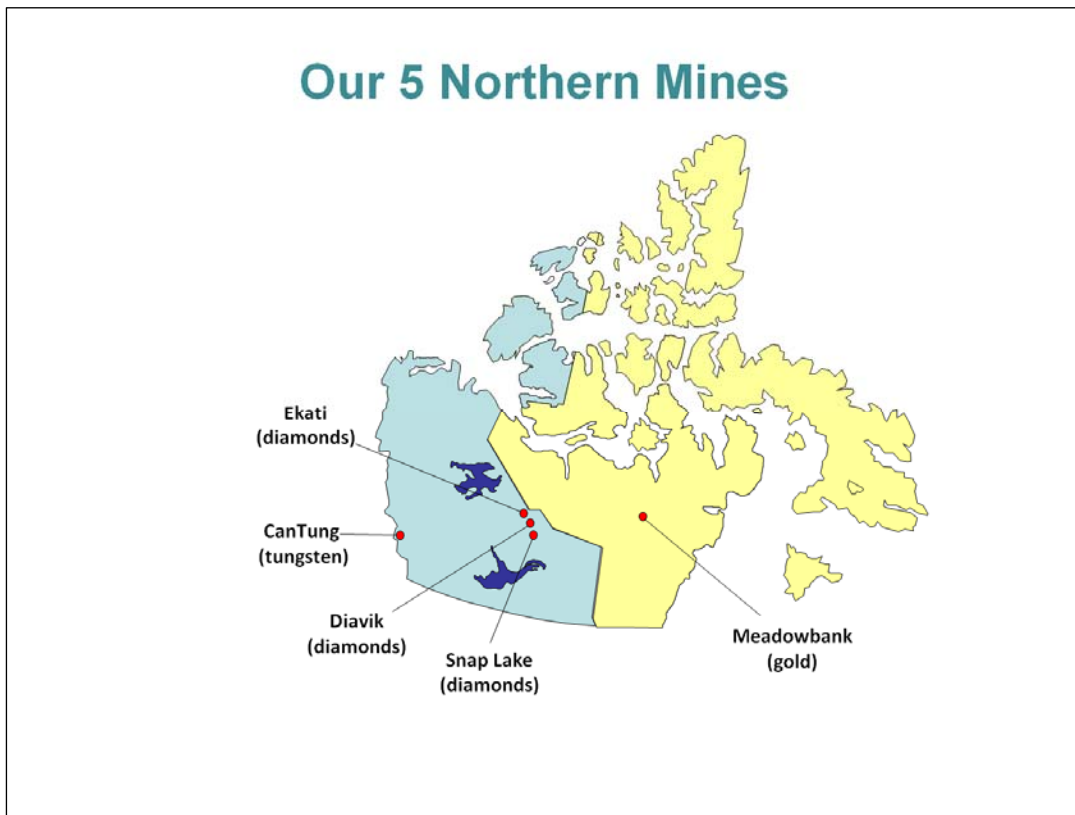 Our 5 Northern Mines
Ekati
(diamonds)
CanTung
(tungsten)
Diavik
(diamonds)
Snap Lake
(diamonds)
Meadowbank
(gold)